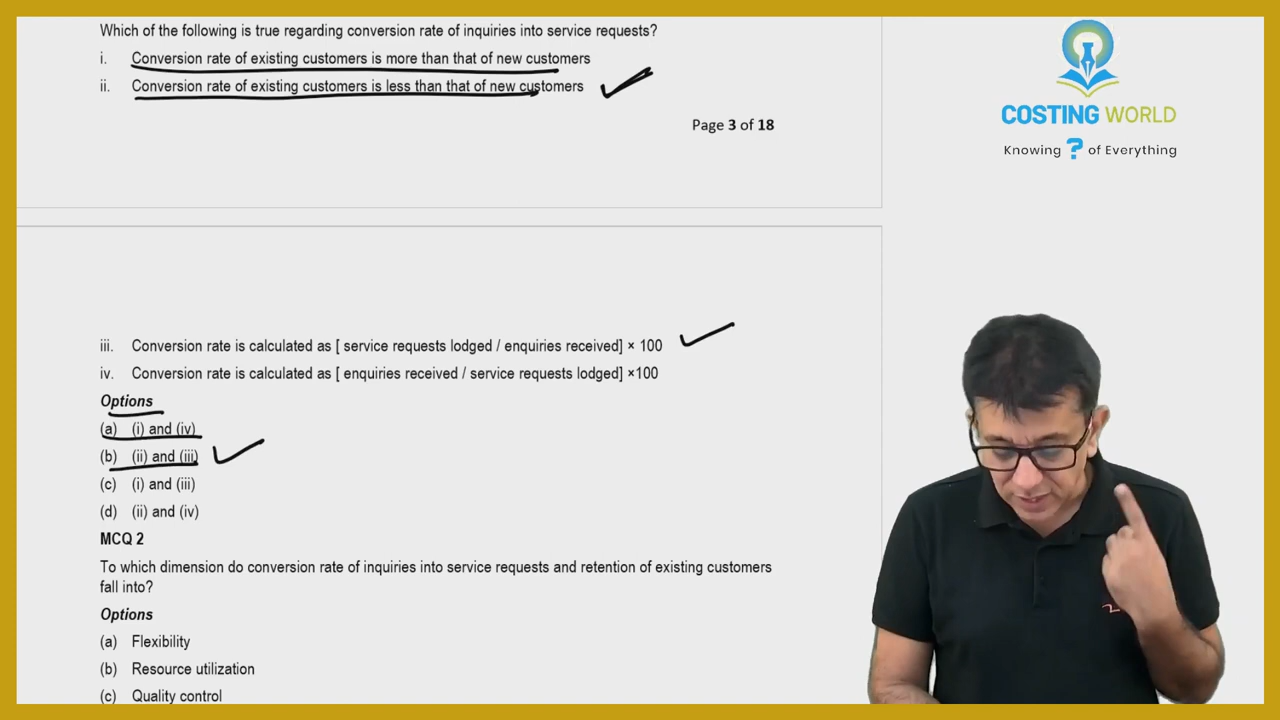 Which of the following is true regarding conversion rate of inquiries into service requests?
i. Conversion rate of existing customers is more than that of new customers
ii. Conversion rate of existing customers is less than that of new customers
Page 3 of 18
COSTING WORLD
Knowing ? of Everything
iii. Conversion rate is calculated as [ service requests lodged / enquiries received] × 100
iv. Conversion rate is calculated as [ enquiries received / service requests lodged] ×100
Options
(a) (i) and (iv)
(b) (ii) and (iii)
(c) (i) and (iii)
(d) (ii) and (iv)
MCQ 2
To which dimension do conversion rate of inquiries into service requests and retention of existing customers
fall into?
Options
(a) Flexibility
(b) Resource utilization
(c) Quality control